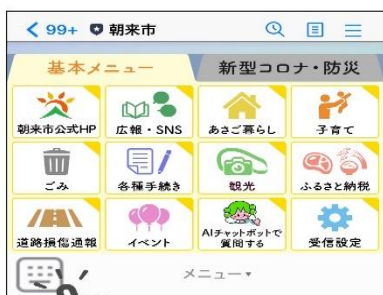 99+ 朝来市
基本メニュー 新型コロナ・防災
朝来市公式HP 広報・SNS あさご暮らし 子育て
ごみ 各種手続き 観光 ふるさと納税
道路損傷通報 イベント AIチャットボットで
質問する 受信設定
メニュー▾